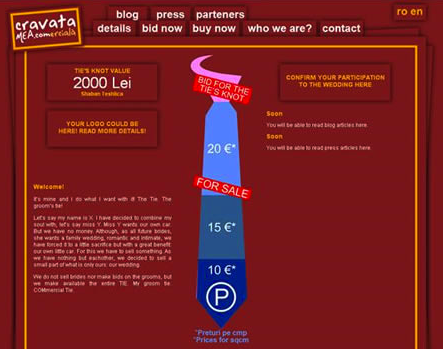 cravata
MEA.comercială
blog press parteners
details bid now buy now who we are? contact
ro en
TIE'S KNOT VALUE
2000 Lei
Shaban Teshtica
YOUR LOGO COULD BE
HERE! READ MORE DETAILS!
BID FOR THE
TIE'S KNOT
CONFIRM YOUR PARTICIPATION
TO THE WEDDING HERE
Soon
You will be able to read blog articles here.
Soon
You will be able to read press articles here.
20 €*
FOR SALE
15 €*
10 €*
P
*Preturi pe cmp
*Prices for sqcm
Welcome!
It's mine and I do what I want with it! The Tie. The
groom's tie!
Let's say my name is X. I have decided to combine my
soul with, let's say miss Y. Miss Y wants our own car.
But we have no money. Although, as all future brides,
she wants a family wedding, romantic and intimate, we
have forced it to a little sacrifice but with a great benefit:
our own little car. For this we have to sell something. As
we have nothing but eachother, we decided to sell a
small part of what is only ours: our wedding.
We do not sell brides nor make bids on the grooms, but
we make available the entire TIE. My groom tie.
COMmercial Tie.